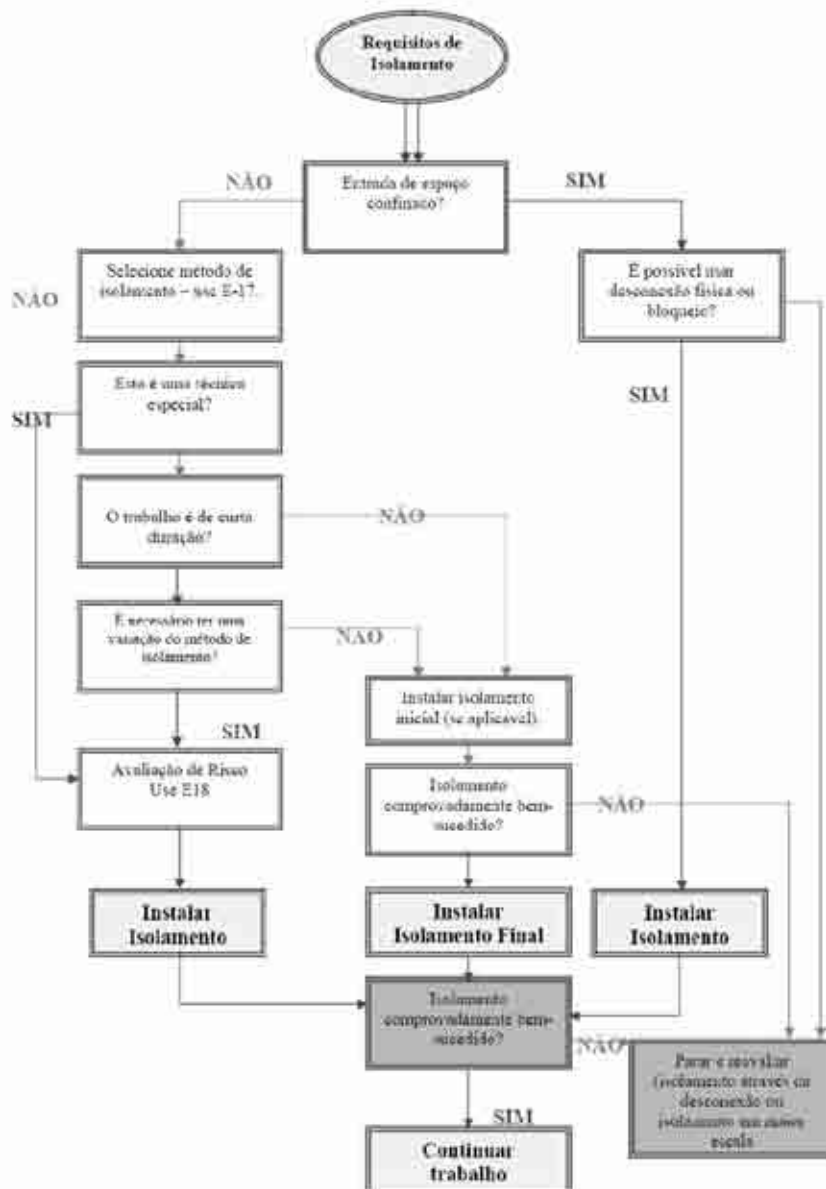 Requisitos de
Isolamento
NÃO
Entrada de espaço
confinado?
SIM
Selecione método de
isolamento – use E-17.
NÃO
É possível usar
desconexão física ou
bloqueio?
Esta é uma técnica
especial?
SIM
SIM
O trabalho é de curta
duração?
NÃO
É necessário ter uma
variação do método de
isolamento?
NÃO
Instalar isolamento
inicial (se aplicável)
SIM
Avaliação de Risco
Use E18
Isolamento
comprovadamente bem-
sucedido?
NÃO
Instalar
Isolamento
Instalar
Isolamento Final
Instalar
Isolamento
Isolamento
comprovadamente bem-
sucedido?
NÃO
Parar e reavaliar
(isolamento através
desconexão ou
isolamento em
escala
SIM
Continuar
trabalho